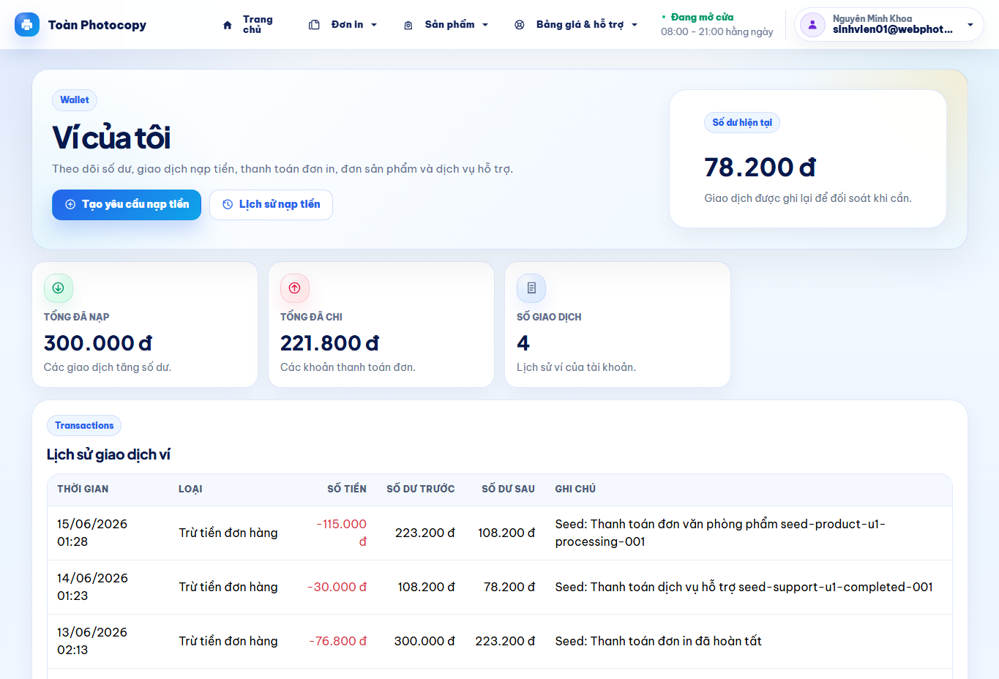 Toàn Photocopy
Trang chủ
Đơn in
Sản phẩm
Bảng giá & hỗ trợ
• Đang mở cửa
08:00 - 21:00 hằng ngày
Nguyễn Minh Khoa
sinhvien01@webphot...
Wallet
Ví của tôi
Theo dõi số dư, giao dịch nạp tiền, thanh toán đơn in, đơn sản phẩm và dịch vụ hỗ trợ.
Tạo yêu cầu nạp tiền
Lịch sử nạp tiền
Số dư hiện tại
78.200 đ
Giao dịch được ghi lại để đối soát khi cần.
TỔNG ĐÃ NẠP
300.000 đ
Các giao dịch tăng số dư.
TỔNG ĐÃ CHI
221.800 đ
Các khoản thanh toán đơn.
SỐ GIAO DỊCH
4
Lịch sử ví của tài khoản.
Transactions
Lịch sử giao dịch ví
THỜI GIAN LOẠI SỐ TIỀN SỐ DƯ TRƯỚC SỐ DƯ SAU GHI CHÚ
15/06/2026 01:28 Trừ tiền đơn hàng -115.000 đ 223.200 đ 108.200 đ Seed: Thanh toán đơn văn phòng phẩm seed-product-u1-processing-001
14/06/2026 01:23 Trừ tiền đơn hàng -30.000 đ 108.200 đ 78.200 đ Seed: Thanh toán dịch vụ hỗ trợ seed-support-u1-completed-001
13/06/2026 02:13 Trừ tiền đơn hàng -76.800 đ 300.000 đ 223.200 đ Seed: Thanh toán đơn in đã hoàn tất